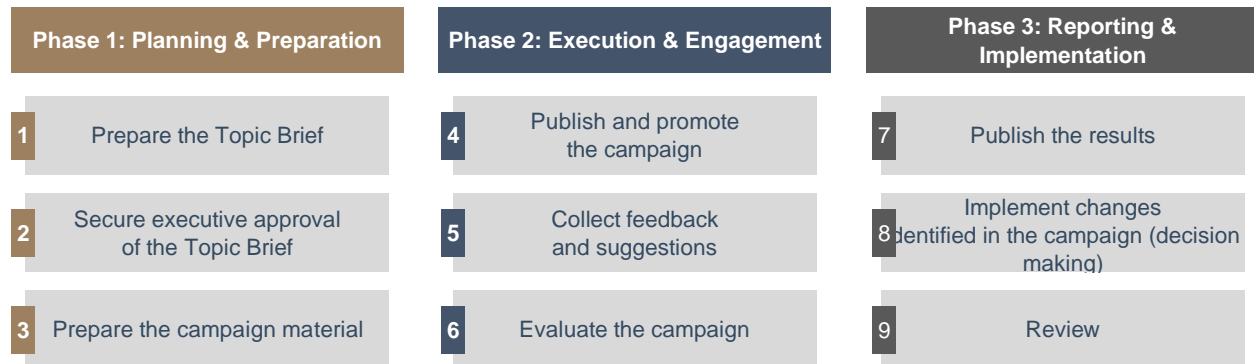 Phase 1: Planning & Preparation
1
Prepare the Topic Brief
2
Secure executive approval
of the Topic Brief
3
Prepare the campaign material
Phase 2: Execution & Engagement
4
Publish and promote
the campaign
5
Collect feedback
and suggestions
6
Evaluate the campaign
Phase 3: Reporting &
Implementation
7
Publish the results
8
Implement changes
dentified in the campaign (decision
making)
9
Review